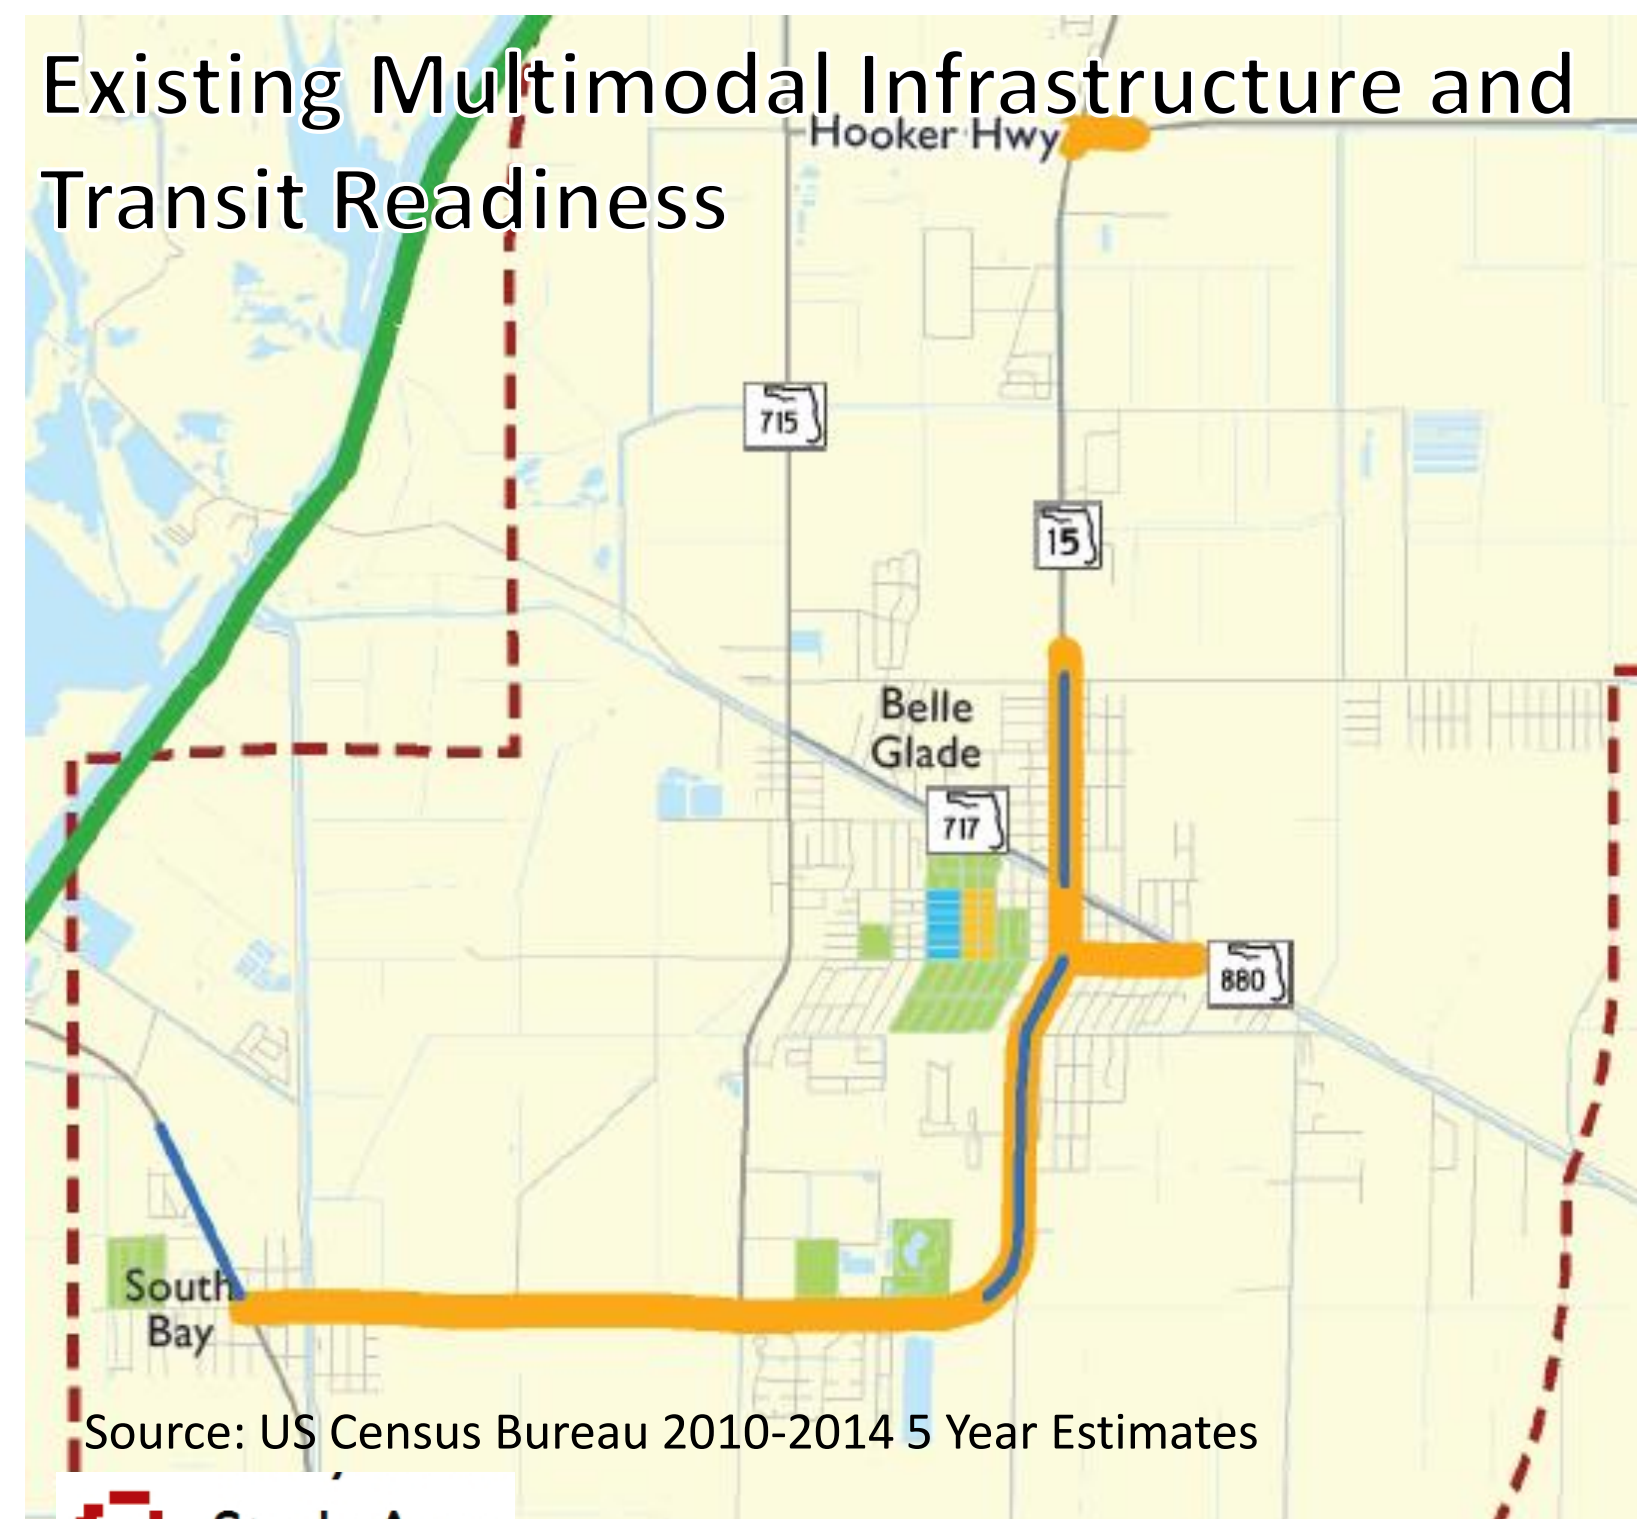 Existing Multimodal Infrastructure and
Transit Readiness
Hooker Hwy
715
15
Belle
Glade
717
880
South
Bay
Source: US Census Bureau 2010-2014 5 Year Estimates